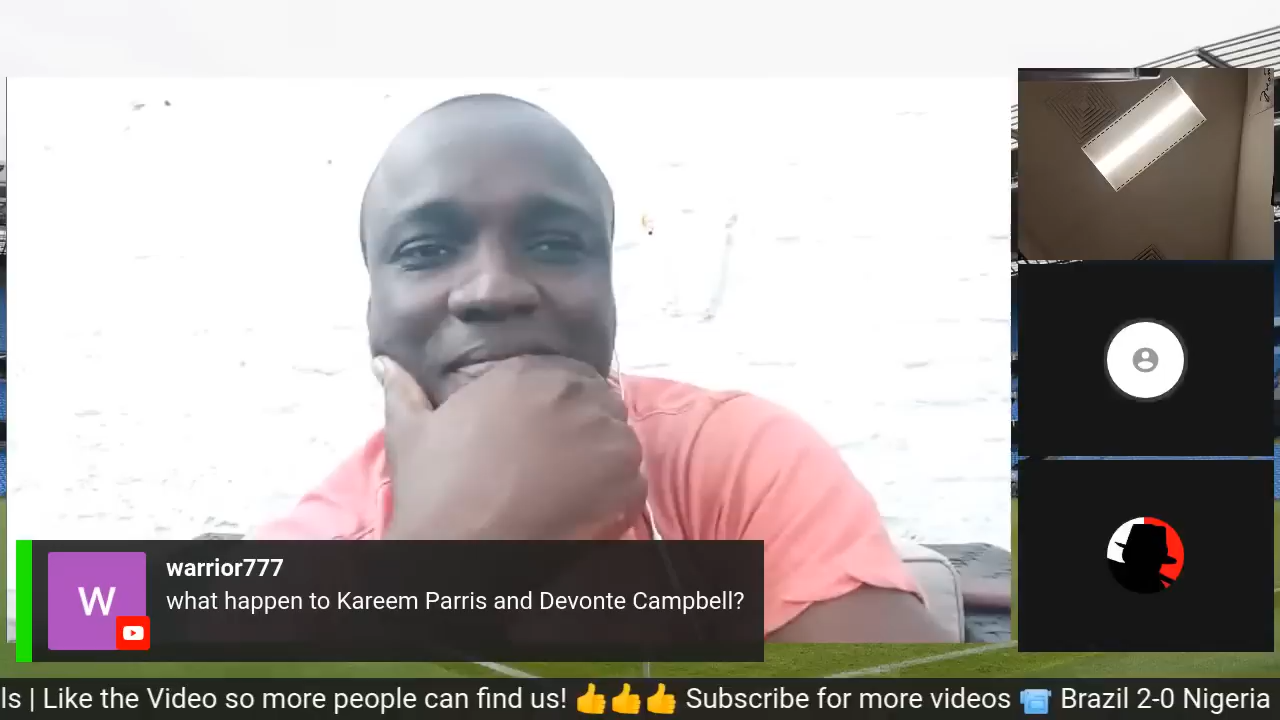 W
warrior777
what happen to Kareem Parris and Devonte Campbell?
ls | Like the Video so more people can find us! 👍👍👍 Subscribe for more videos 📹 Brazil 2-0 Nigeria